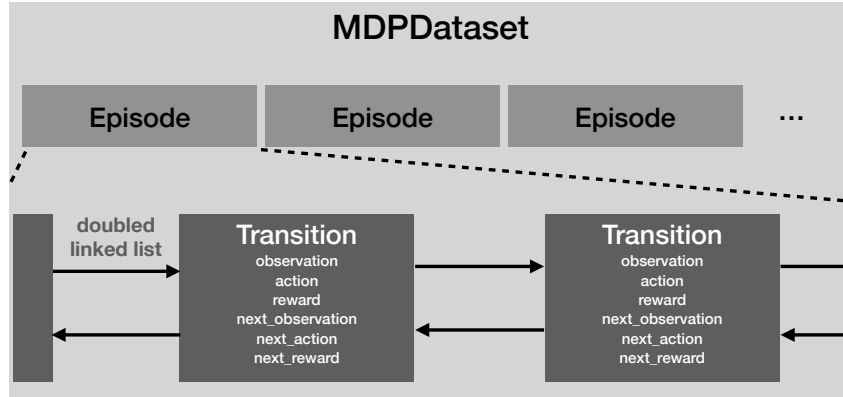 MDPDataset
Episode
Episode
Episode
...
doubled
linked list
Transition
observation
action
reward
next_observation
next_action
next_reward
Transition
observation
action
reward
next_observation
next_action
next_reward